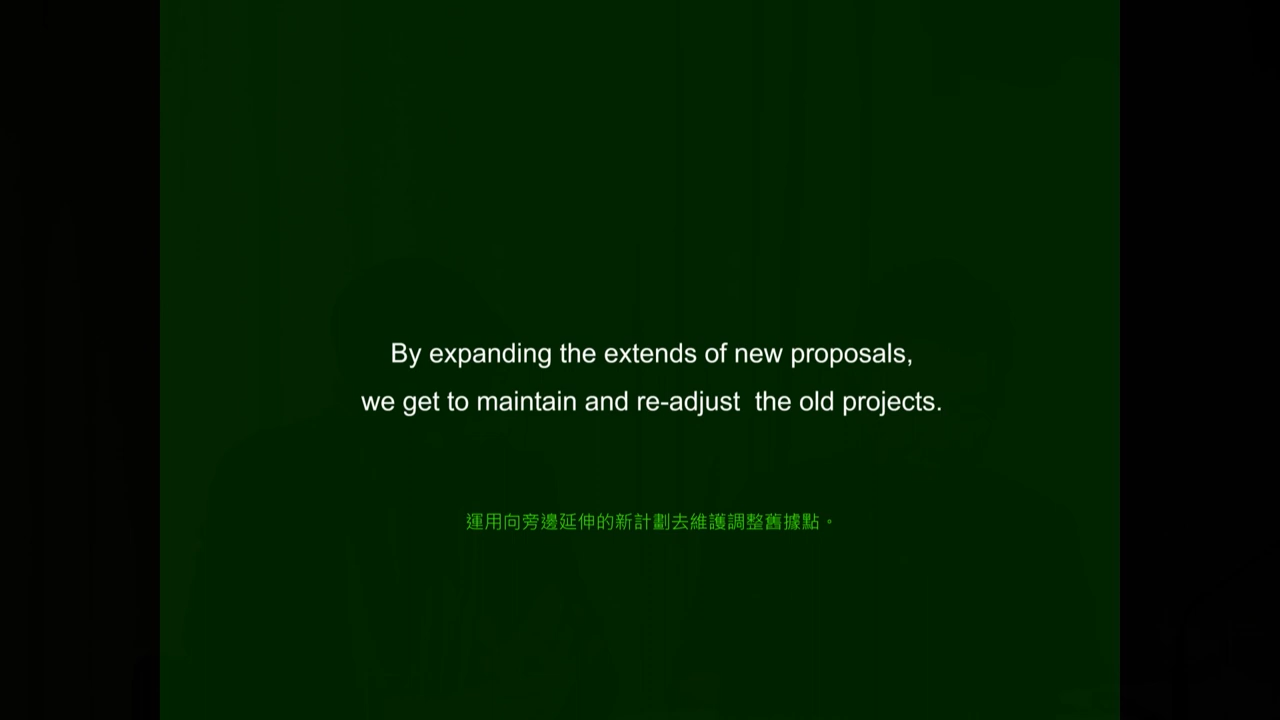 By expanding the extends of new proposals,
we get to maintain and re-adjust  the old projects.
運用向旁邊延伸的新計劃去維護調整舊據點。